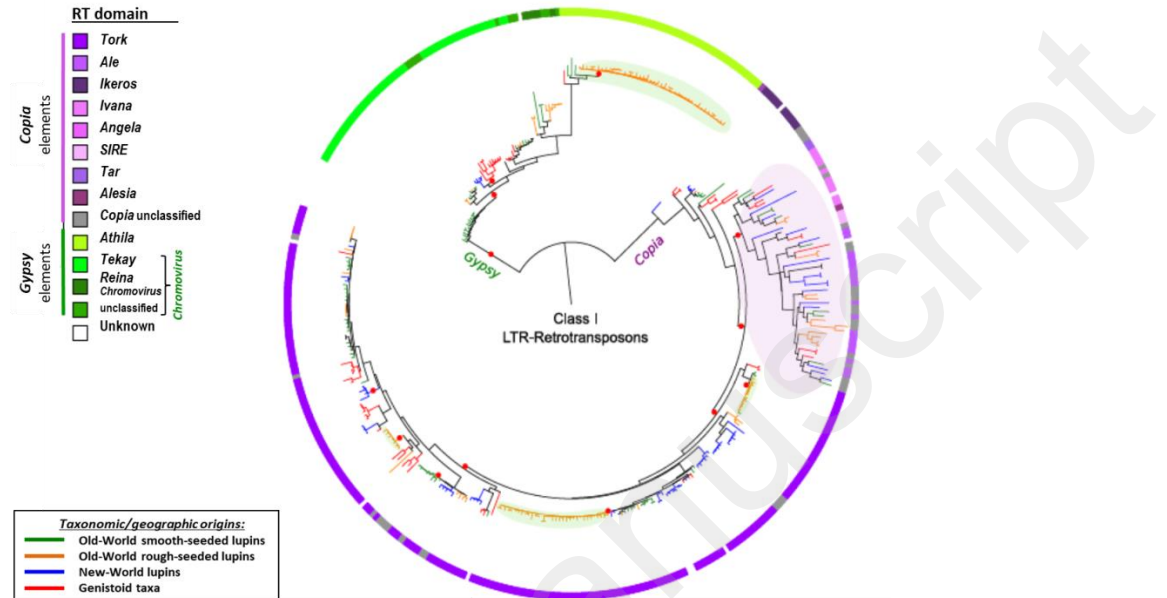 RT domain
Copia
elements
Gypsy
elements
Tork
Ale
Ikeros
Ivana
Angela
SIRE
Tar
Alesia
Copia unclassified
Athila
Tekay
Reina
Chromovirus
unclassified
Unknown
Chromovirus
Gypsy
Copia
Class I
LTR-Retrotransposons
Taxonomic/geographic origins:
Old-World smooth-seeded lupins
Old-World rough-seeded lupins
New-World lupins
Genistoid taxa
anuscript